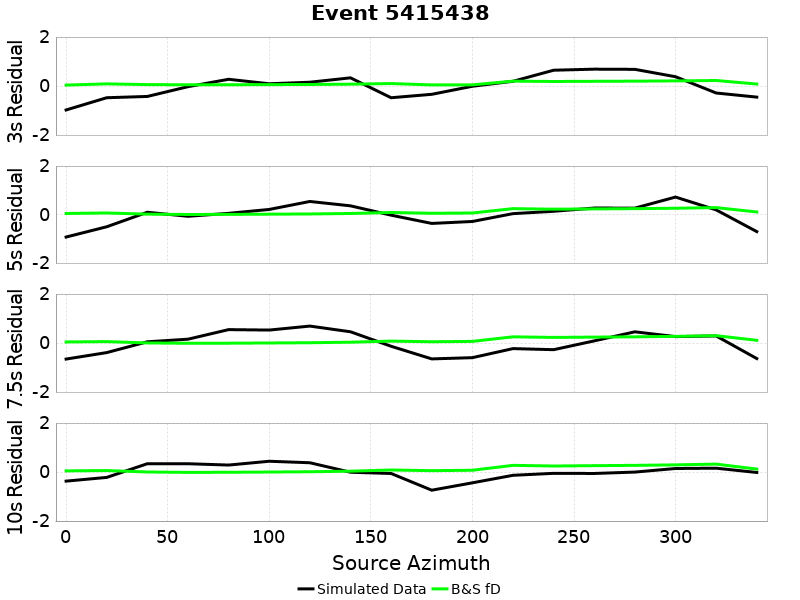 Event 5415438
2
0
-2
3s Residual
2
0
-2
5s Residual
2
0
-2
7.5s Residual
2
0
-2
10s Residual
0 50 100 150 200 250 300
Source Azimuth
Simulated Data B&S fD